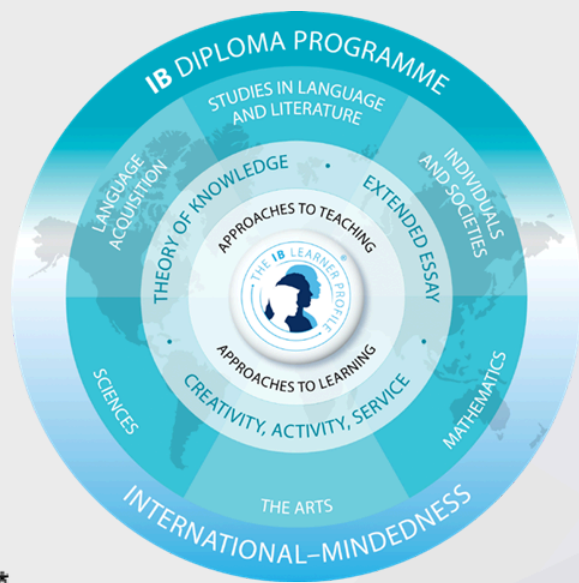 IB DIPLOMA PROGRAMME
STUDIES IN LANGUAGE
AND LITERATURE
LANGUAGE
ACQUISITION
INDIVIDUALS
AND SOCIETIES
THEORY OF KNOWLEDGE
•
EXTENDED ESSAY
APPROACHES TO TEACHING
THE IB LEARNER PROFILE
®
APPROACHES TO LEARNING
•
•
CREATIVITY, ACTIVITY, SERVICE
SCIENCES
MATHEMATICS
THE ARTS
INTERNATIONAL–MINDEDNESS
*